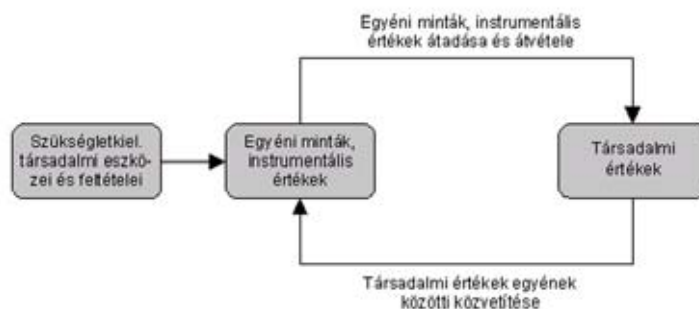 Egyéni minták, instrumentális
értékek átadása és átvétele
Szükségletkiel.
társadalmi eszkö-
zei és feltételei
Egyéni minták,
instrumentális
értékek
Társadalmi
értékek
Társadalmi értékek egyének
közötti közvetítése